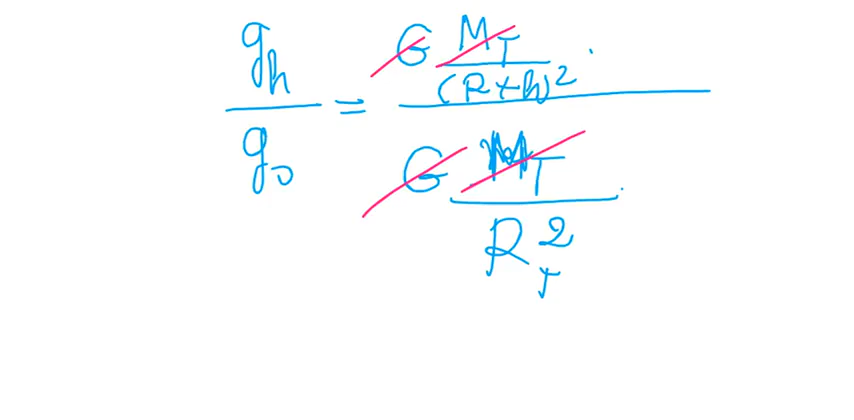 g_h / g_0 = G M_T / (R+h)^2
G M_T / R_T^2